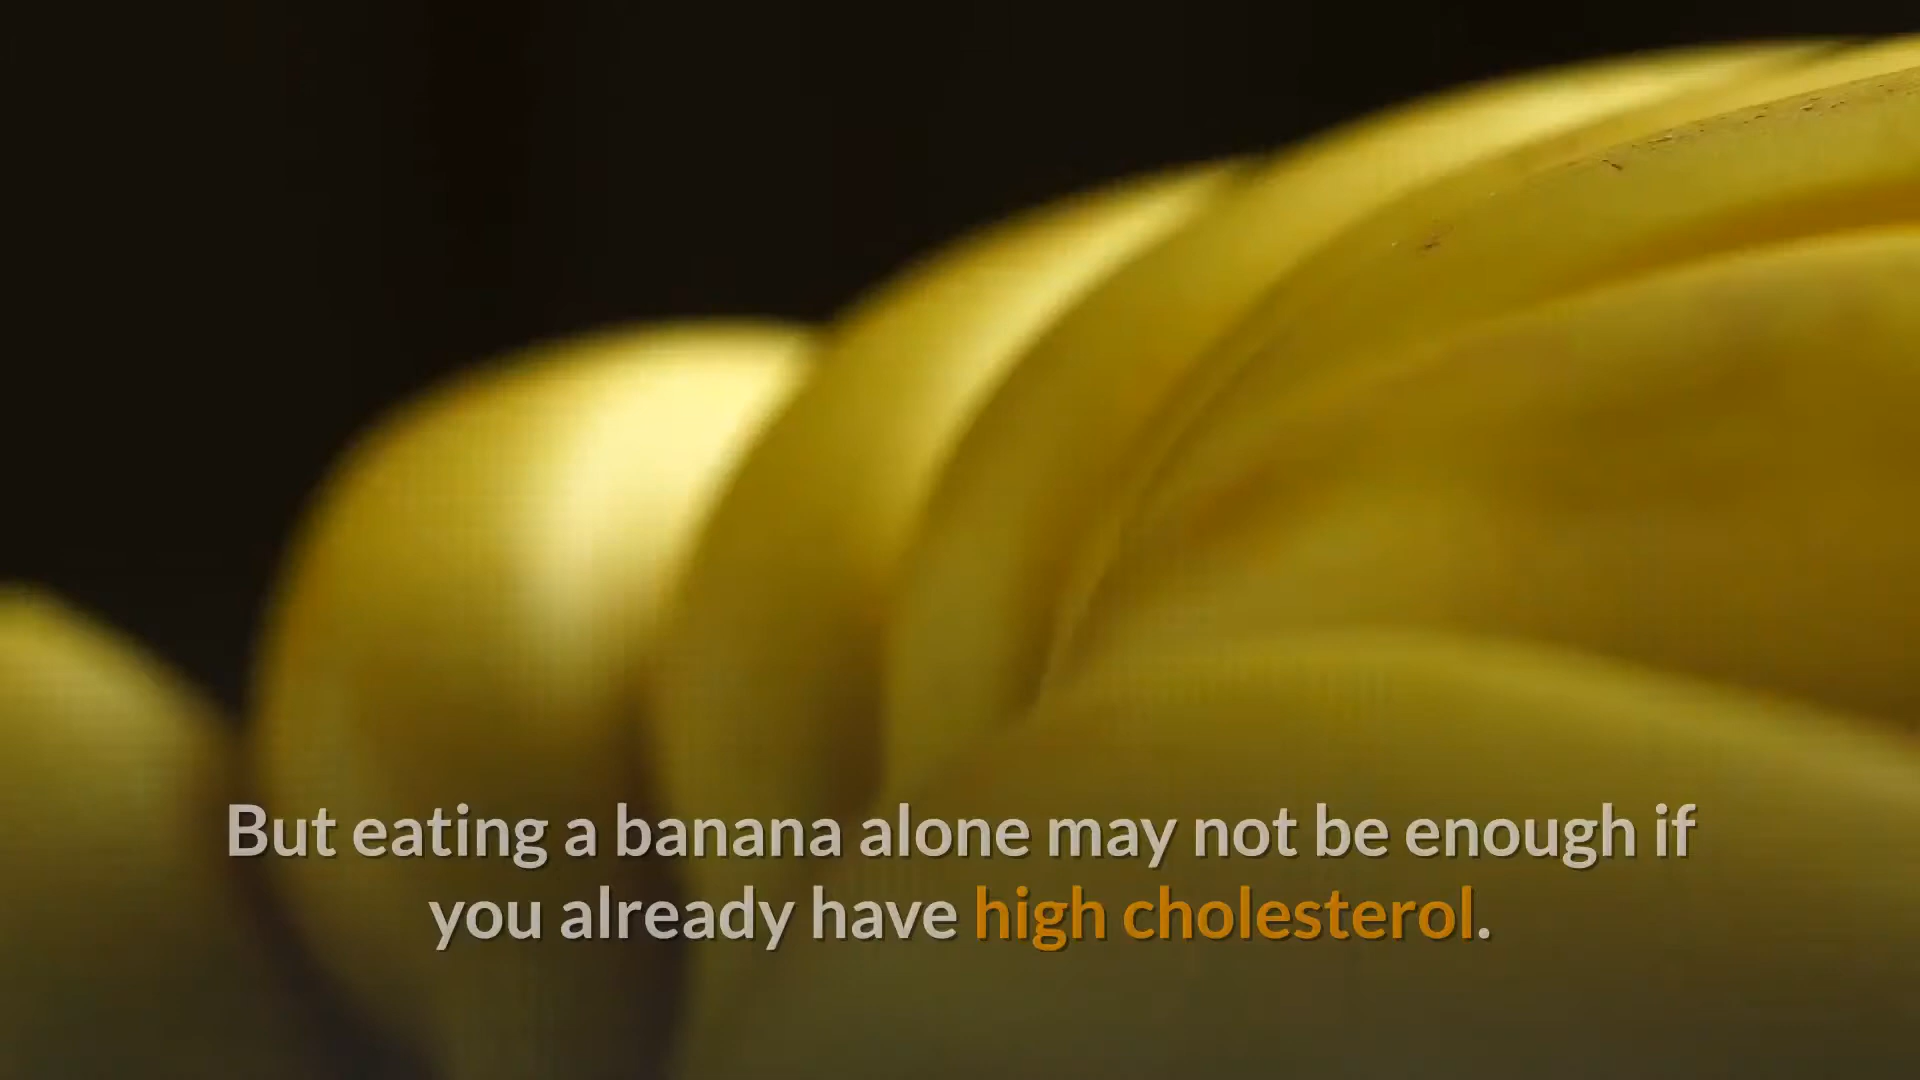 But eating a banana alone may not be enough if
you already have high cholesterol.